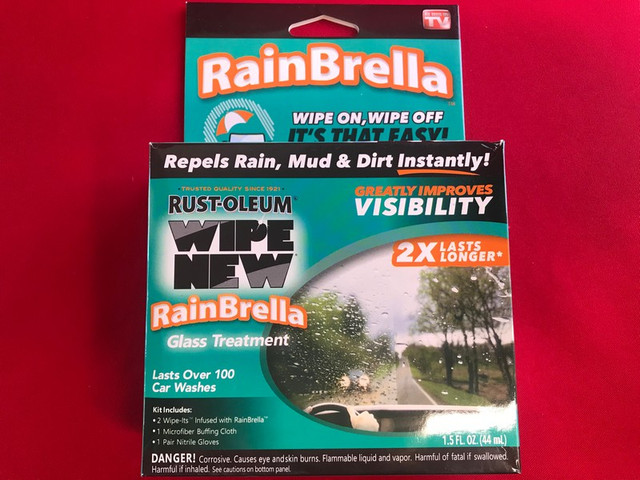 AS SEEN ON
TV
RainBrella™
WIPE ON, WIPE OFF
IT'S THAT EASY!
Repels Rain, Mud & Dirt Instantly!
"TRUSTED QUALITY SINCE 1921"
RUST-OLEUM®
WIPE
NEW®
RainBrella™
Glass Treatment
GREATLY IMPROVES
VISIBILITY
2X LASTS
LONGER*
Lasts Over 100
Car Washes
Kit Includes:
• 2 Wipe-Its™ Infused with RainBrella™
• 1 Microfiber Buffing Cloth
• 1 Pair Nitrile Gloves
1.5 FL. OZ. (44 mL)
DANGER! Corrosive. Causes eye and skin burns. Flammable liquid and vapor. Harmful of fatal if swallowed.
Harmful if inhaled. See cautions on bottom panel.